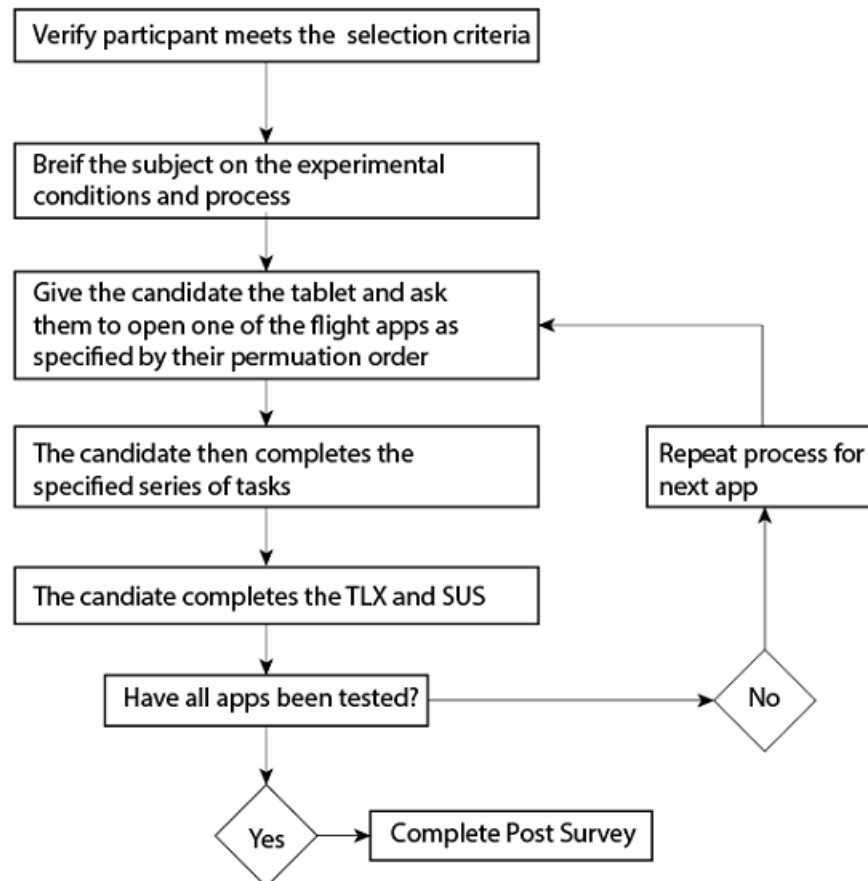 Verify particpant meets the selection criteria
Breif the subject on the experimental
conditions and process
Give the candidate the tablet and ask
them to open one of the flight apps as
specified by their permuation order
The candidate then completes the
specified series of tasks
Repeat process for
next app
The candiate completes the TLX and SUS
Have all apps been tested?
No
Yes
Complete Post Survey